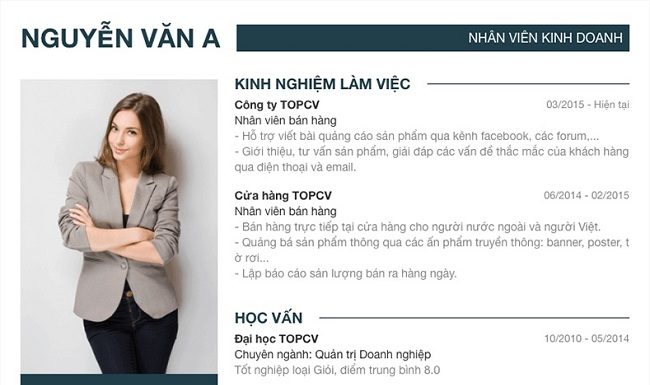 NGUYỄN VĂN A
NHÂN VIÊN KINH DOANH
KINH NGHIỆM LÀM VIỆC
Công ty TOPCV 03/2015 - Hiện tại
Nhân viên bán hàng
- Hỗ trợ viết bài quảng cáo sản phẩm qua kênh facebook, các forum,...
- Giới thiệu, tư vấn sản phẩm, giải đáp các vấn đề thắc mắc của khách hàng
qua điện thoại và email.
Cửa hàng TOPCV 06/2014 - 02/2015
Nhân viên bán hàng
- Bán hàng trực tiếp tại cửa hàng cho người nước ngoài và người Việt.
- Quảng bá sản phẩm thông qua các ấn phẩm truyền thông: banner, poster, t
ờ rơi...
- Lập báo cáo sản lượng bán ra hàng ngày.
HỌC VẤN
Đại học TOPCV 10/2010 - 05/2014
Chuyên ngành: Quản trị Doanh nghiệp
Tốt nghiệp loại Giỏi, điểm trung bình 8.0